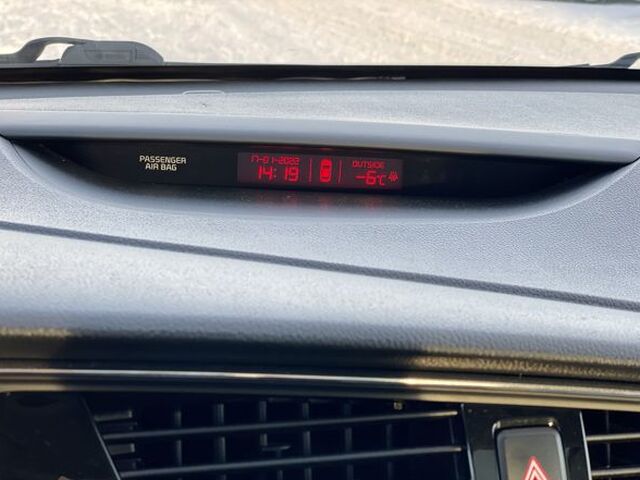 PASSENGER
AIR BAG
17-01-2023
14:19
OUTSIDE
-6°C